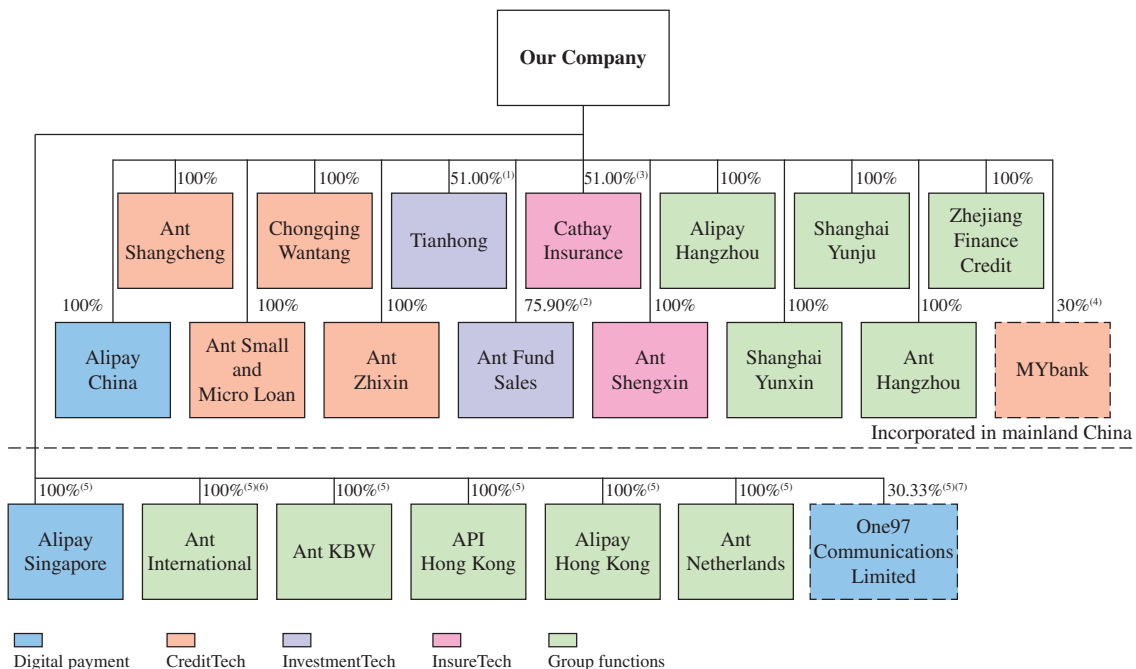 Our Company
100%
100%
51.00%(1)
51.00%(3)
100%
100%
100%
Ant
Shangcheng
Chongqing
Wantang
Tianhong
Cathay
Insurance
Alipay
Hangzhou
Shanghai
Yunju
Zhejiang
Finance
Credit
100%
100%
100%
75.90%(2)
100%
100%
100%
30%(4)
Alipay
China
Ant Small
and
Micro Loan
Ant
Zhixin
Ant Fund
Sales
Ant
Shengxin
Shanghai
Yunxin
Ant
Hangzhou
MYbank
Incorporated in mainland China
100%(5)
100%(5)(6)
100%(5)
100%(5)
100%(5)
100%(5)
30.33%(5)(7)
Alipay
Singapore
Ant
International
Ant KBW
API
Hong Kong
Alipay
Hong Kong
Ant
Netherlands
One97
Communications
Limited
Digital payment
CreditTech
InvestmentTech
InsureTech
Group functions